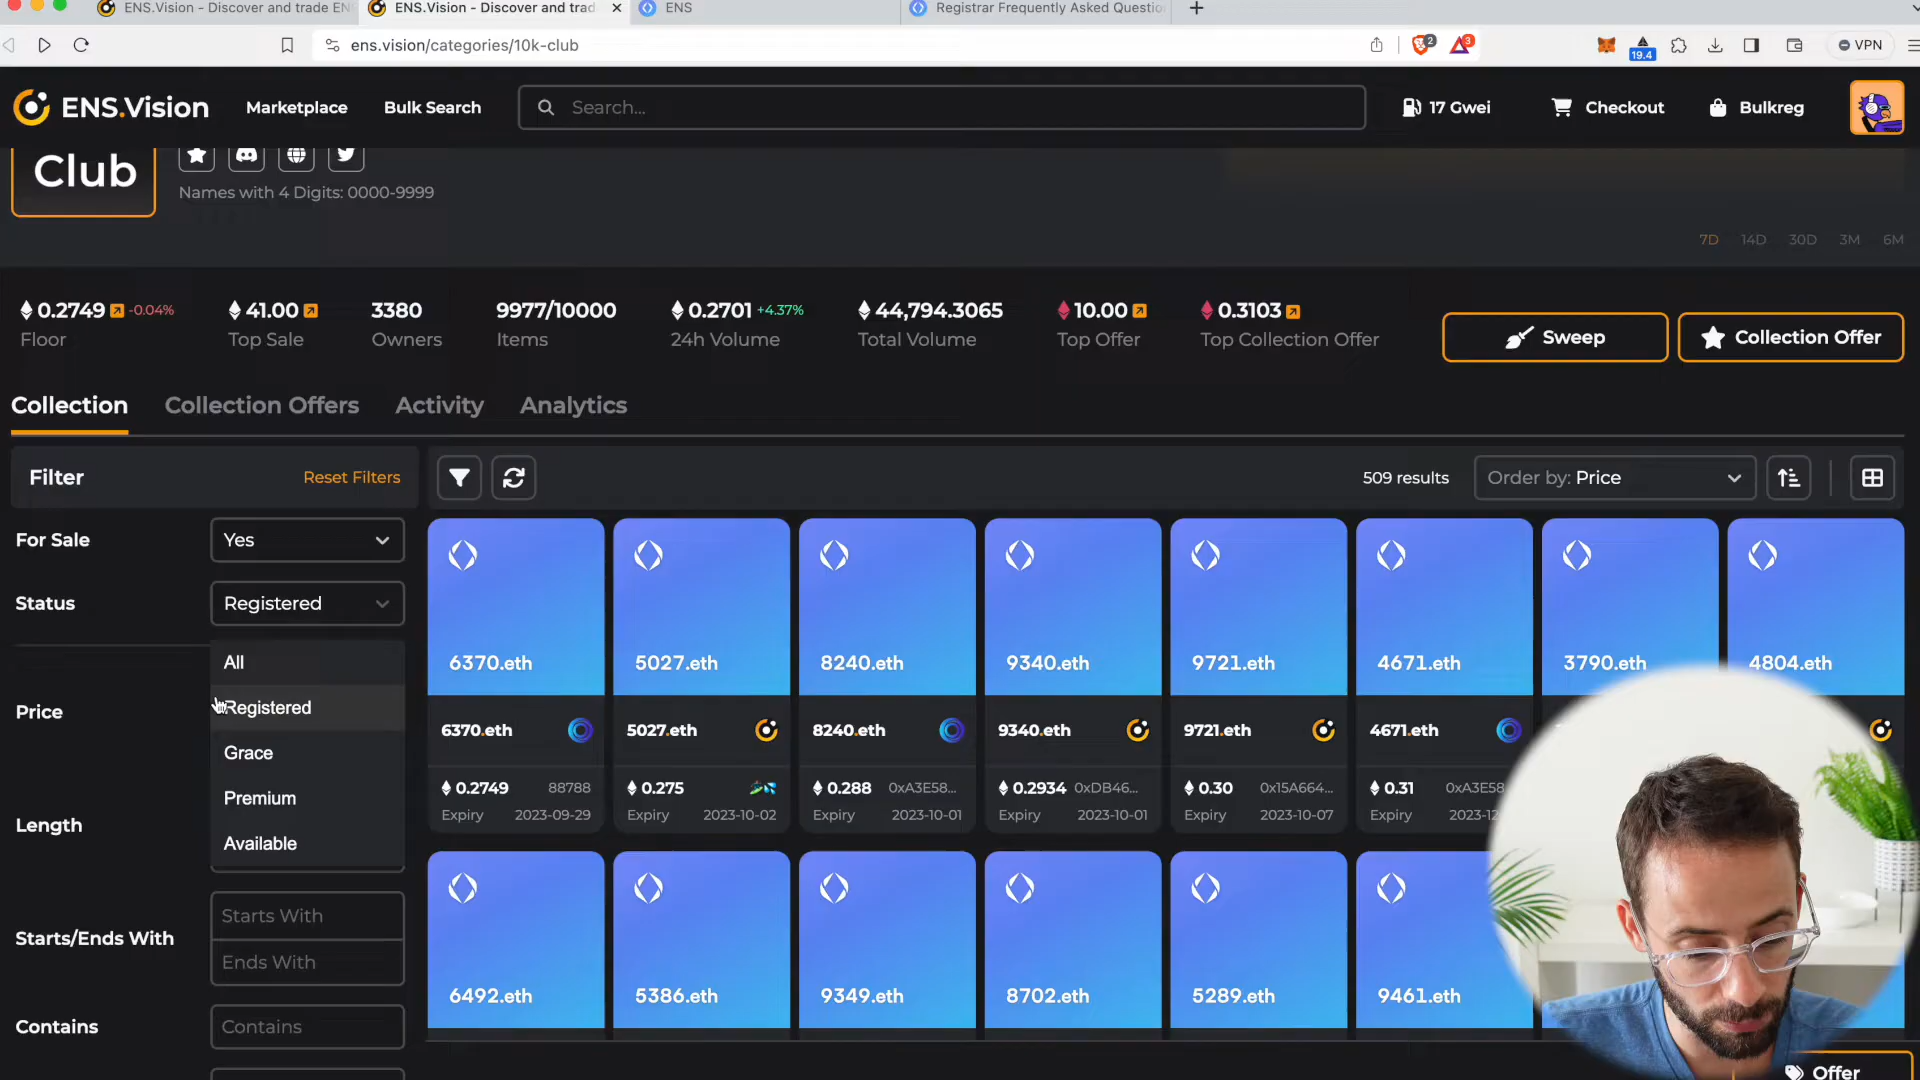 ENS.Vision - Discover and trade EN
ENS.Vision - Discover and trad
ENS
Registrar Frequently Asked Questio
ens.vision/categories/10k-club
2
3
19.4
VPN
ENS.Vision
Marketplace
Bulk Search
Search...
17 Gwei
Checkout
Bulkreg
Club
Names with 4 Digits: 0000-9999
7D 14D 30D 3M 6M
0.2749 -0.04%
Floor
41.00
Top Sale
3380
Owners
9977/10000
Items
0.2701 +4.37%
24h Volume
44,794.3065
Total Volume
10.00
Top Offer
0.3103
Top Collection Offer
Sweep
Collection Offer
Collection
Collection Offers
Activity
Analytics
Filter
Reset Filters
509 results
Order by: Price
For Sale
Yes
Status
Registered
All
Registered
Grace
Premium
Available
Price
Length
Starts/Ends With
Starts With
Ends With
Contains
Contains
6370.eth
5027.eth
8240.eth
9340.eth
9721.eth
4671.eth
3790.eth
4804.eth
6370.eth
5027.eth
8240.eth
9340.eth
9721.eth
4671.eth
0.2749 88788
0.275
0.288 0xA3E58...
0.2934 0xDB46...
0.30 0x15A664...
0.31 0xA3E58
Expiry 2023-09-29
Expiry 2023-10-02
Expiry 2023-10-01
Expiry 2023-10-01
Expiry 2023-10-07
Expiry 2023-12
6492.eth
5386.eth
9349.eth
8702.eth
5289.eth
9461.eth
Offer